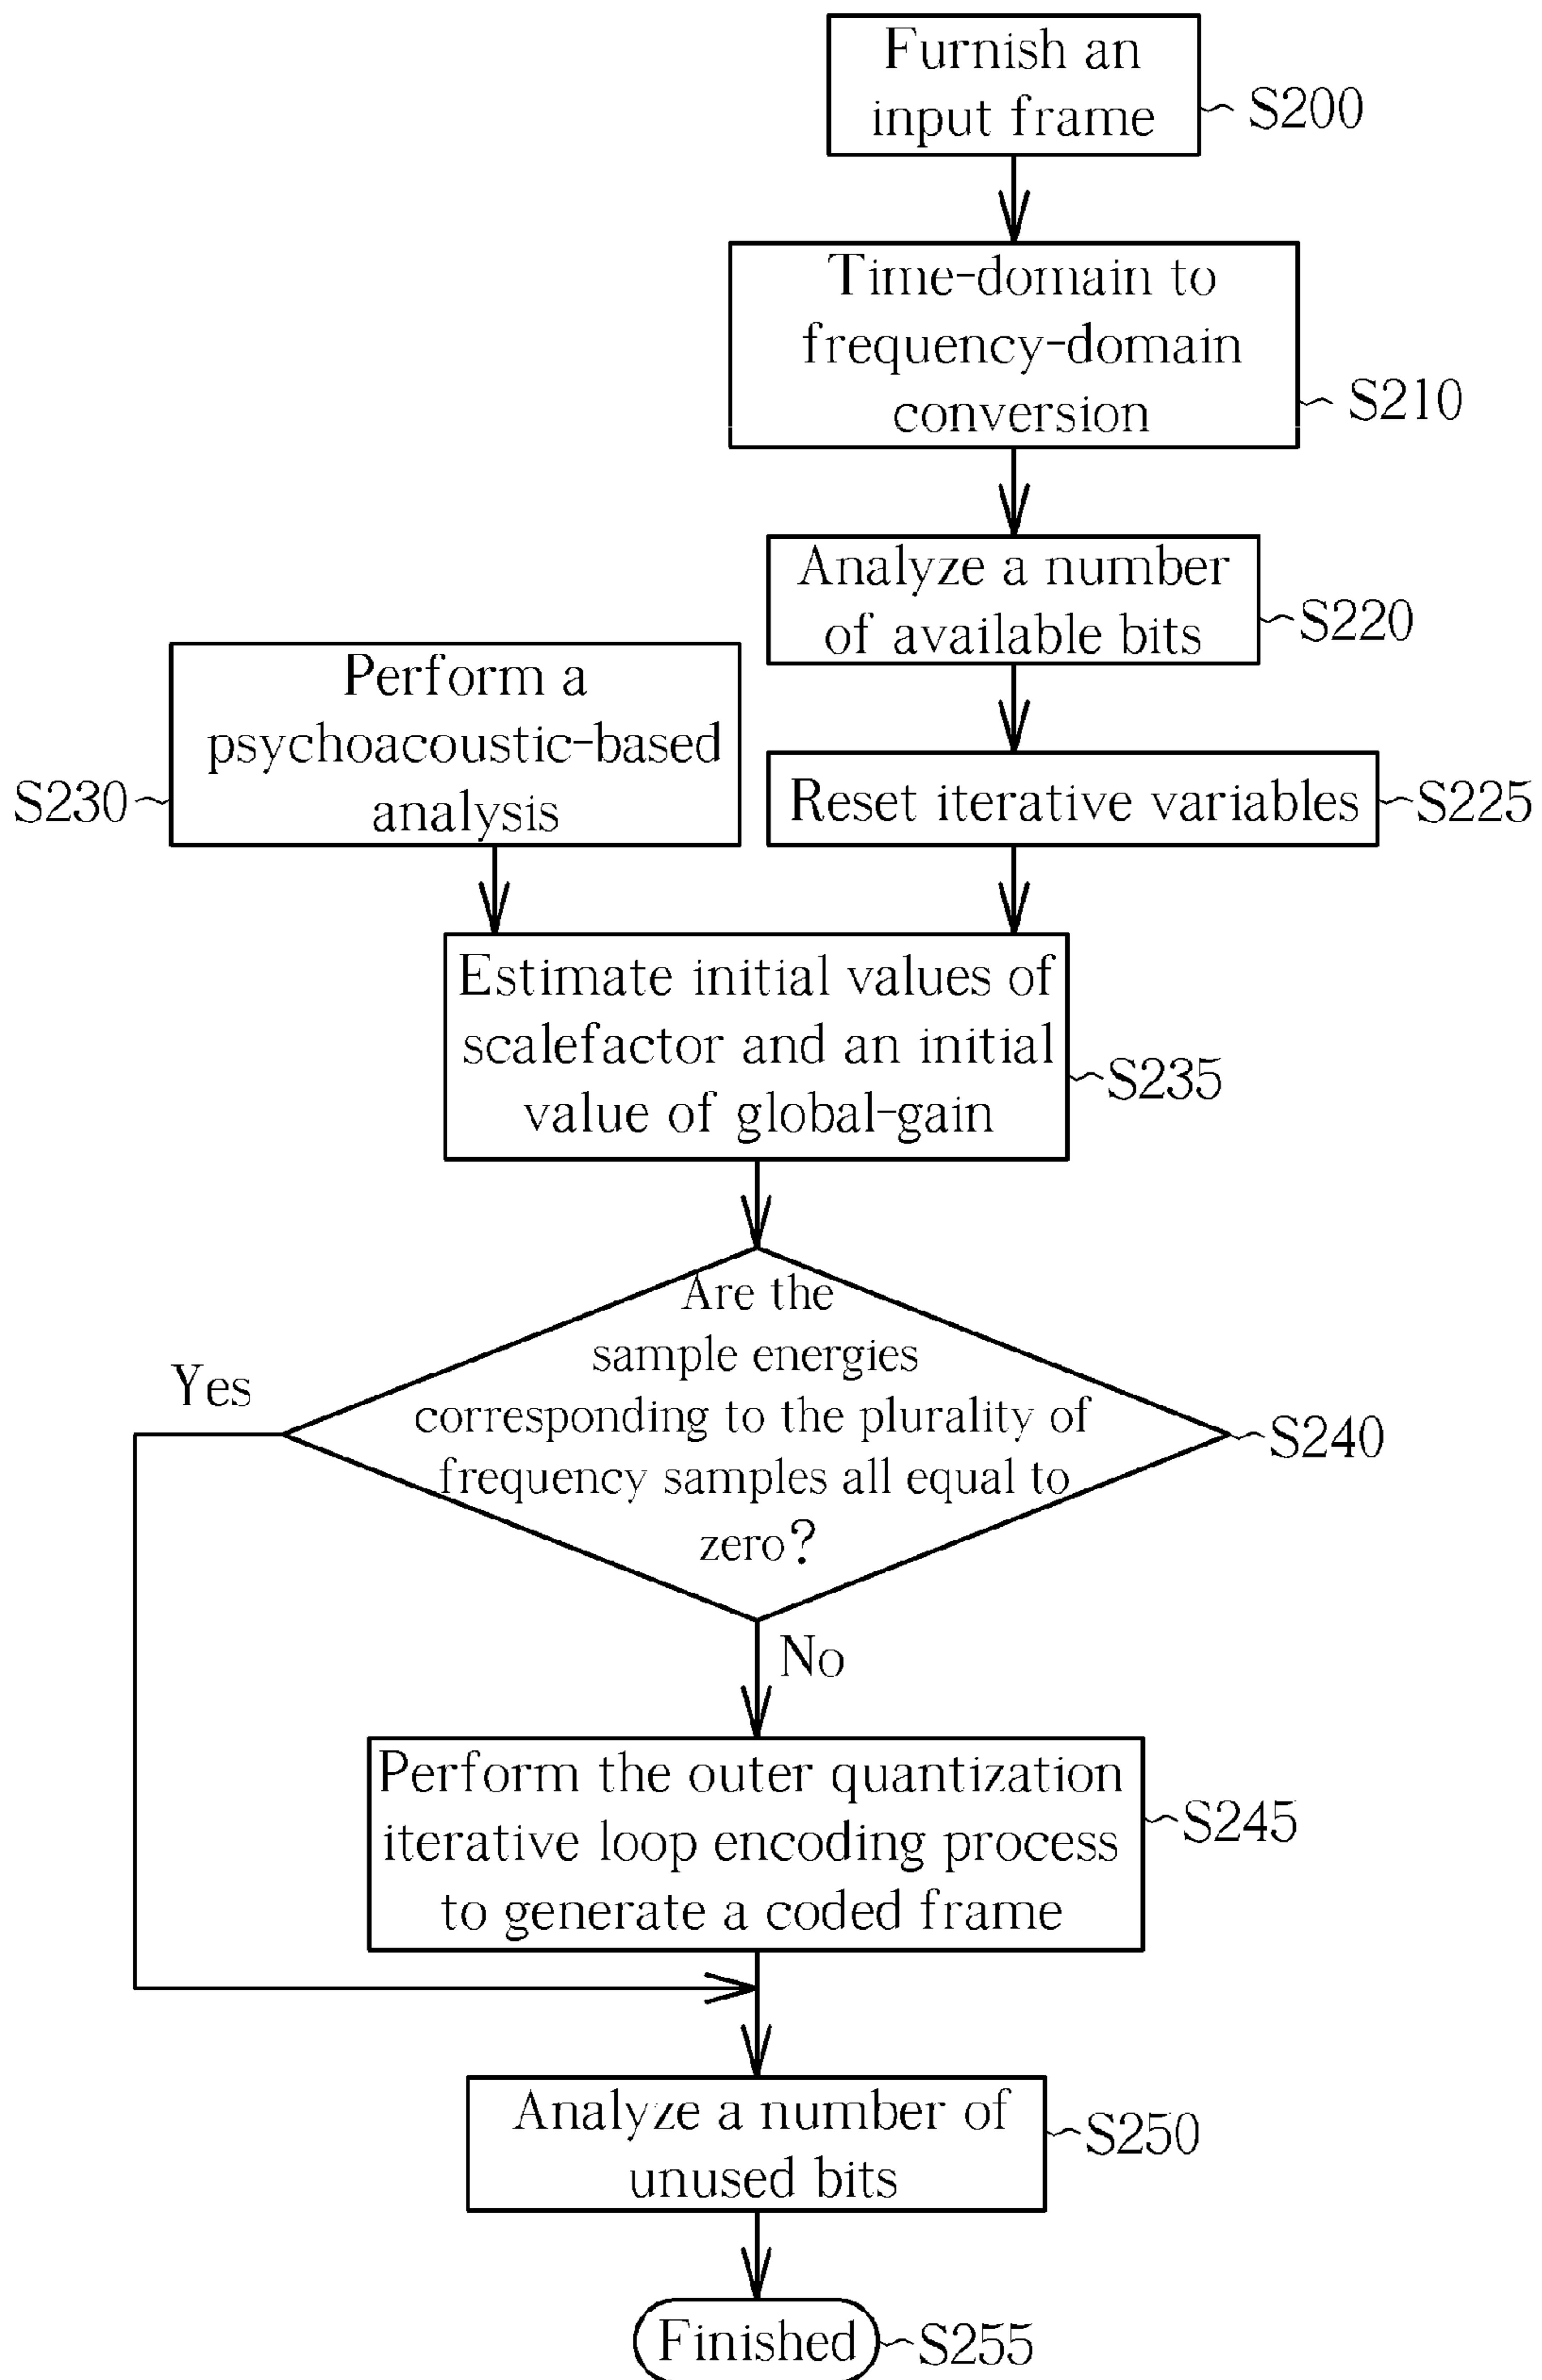 Furnish an
input frame
S200
Time-domain to
frequency-domain
conversion
S210
Analyze a number
of available bits
S220
Perform a
psychoacoustic-based
analysis
S230
Reset iterative variables
S225
Estimate initial values of
scalefactor and an initial
value of global-gain
S235
Are the
sample energies
corresponding to the plurality of
frequency samples all equal to
zero?
S240
Yes
No
Perform the outer quantization
iterative loop encoding process
to generate a coded frame
S245
Analyze a number of
unused bits
S250
Finished
S255